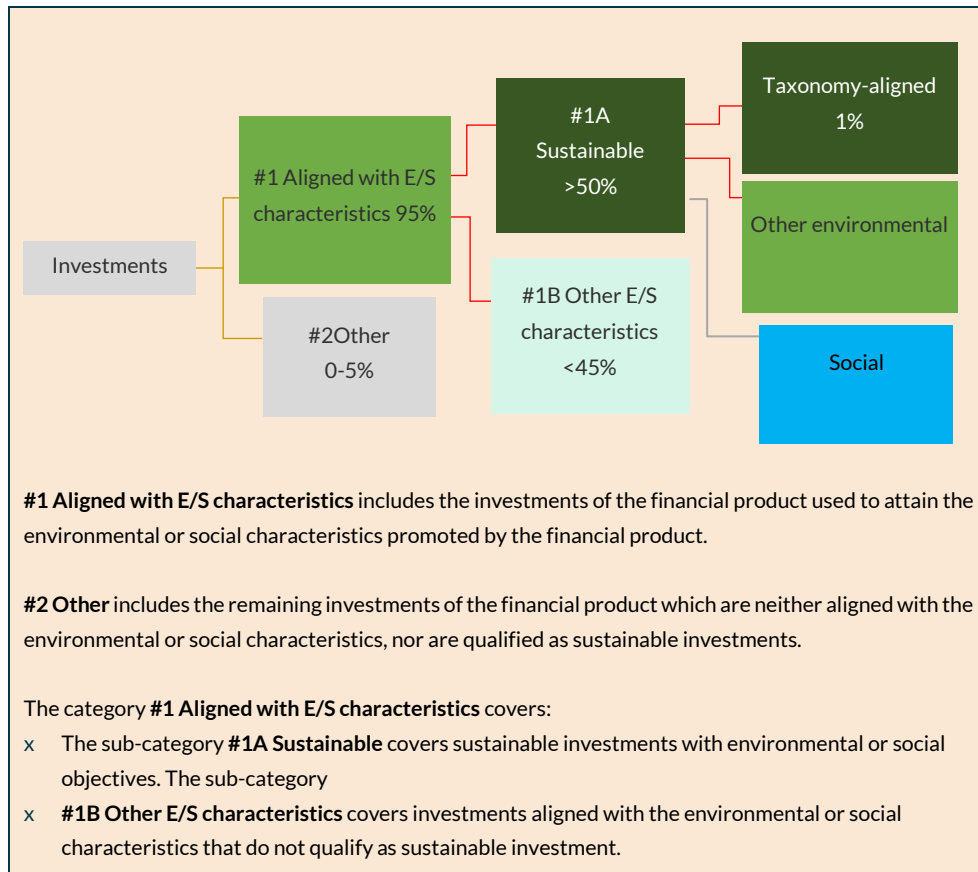 Investments
#1 Aligned with E/S
characteristics 95%
#2Other
0-5%
#1A
Sustainable
>50%
#1B Other E/S
characteristics
<45%
Taxonomy-aligned
1%
Other environmental
Social
#1 Aligned with E/S characteristics includes the investments of the financial product used to attain the
environmental or social characteristics promoted by the financial product.
#2 Other includes the remaining investments of the financial product which are neither aligned with the
environmental or social characteristics, nor are qualified as sustainable investments.
The category #1 Aligned with E/S characteristics covers:
x The sub-category #1A Sustainable covers sustainable investments with environmental or social
objectives. The sub-category
x #1B Other E/S characteristics covers investments aligned with the environmental or social
characteristics that do not qualify as sustainable investment.